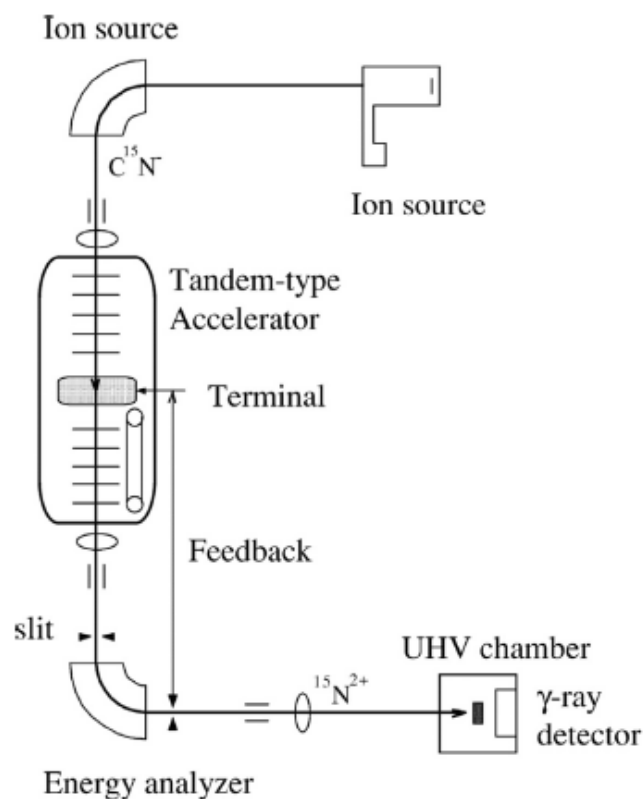 Ion source
C¹⁵N⁻
Ion source
Tandem-type
Accelerator
Terminal
Feedback
slit
UHV chamber
¹⁵N²⁺
γ-ray
detector
Energy analyzer